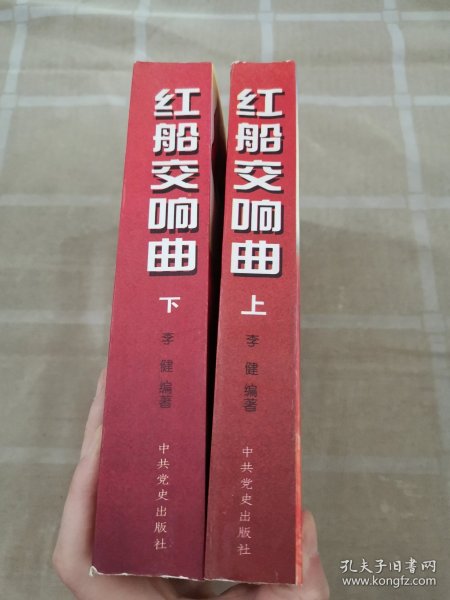 红船交响曲
下
李健 编著
中共党史出版社
红船交响曲
上
李健 编著
中共党史出版社
孔夫子旧书网
www.kongfz.com